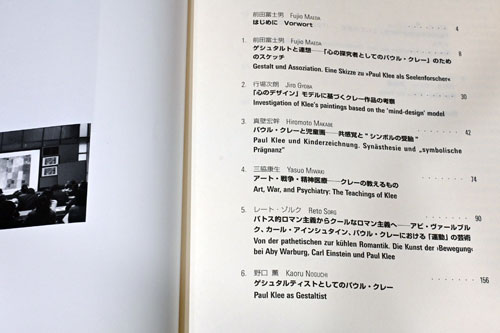 前田富士男 Fujio MAEDA
はじめに Vorwort 4
1. 前田富士男 Fujio MAEDA
ゲシュタルトと連想——「心の探究者としてのパウル・クレー」のため 8
のスケッチ
Gestalt und Assoziation. Eine Skizze zu »Paul Klee als Seelenforscher«
2. 行場次朗 Jiro GYOBA
「心のデザイン」モデルに基づくクレー作品の考察 30
Investigation of Klee's paintings based on the 'mind-design' model
3. 真壁宏幹 Hiromoto MAKABE
パウル・クレーと児童画——共感覚と“シンボルの受胎” 42
Paul Klee und Kinderzeichnung. Synästhesie und „symbolische
Prägnanz“
4. 三脇康生 Yasuo MIWAKI
アート・戦争・精神医療——クレーの教えるもの 74
Art, War, and Psychiatry: The Teachings of Klee
5. レート・ゾルク Reto SORG
パトス的ロマン主義からクールなロマン主義へ——アビ・ヴァールブル 90
ク、カール・アインシュタイン、パウル・クレーにおける「運動」の芸術
Von der pathetischen zur kühlen Romantik. Die Kunst der ›Bewegung‹
bei Aby Warburg, Carl Einstein und Paul Klee
6. 野口 薫 Kaoru NOGUCHI
ゲシュタルティストとしてのパウル・クレー 156
Paul Klee as Gestaltist